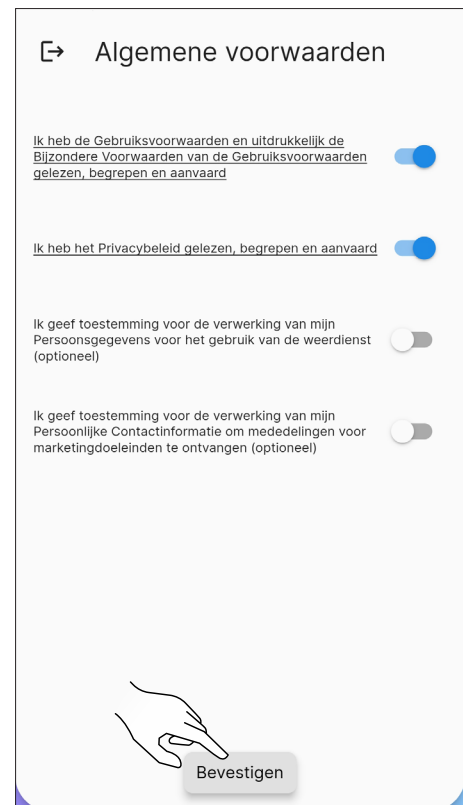 Algemene voorwaarden
Ik heb de Gebruiksvoorwaarden en uitdrukkelijk de
Bijzondere Voorwaarden van de Gebruiksvoorwaarden
gelezen, begrepen en aanvaard
Ik heb het Privacybeleid gelezen, begrepen en aanvaard
Ik geef toestemming voor de verwerking van mijn
Persoonsgegevens voor het gebruik van de weerdienst
(optioneel)
Ik geef toestemming voor de verwerking van mijn
Persoonlijke Contactinformatie om mededelingen voor
marketingdoeleinden te ontvangen (optioneel)
Bevestigen